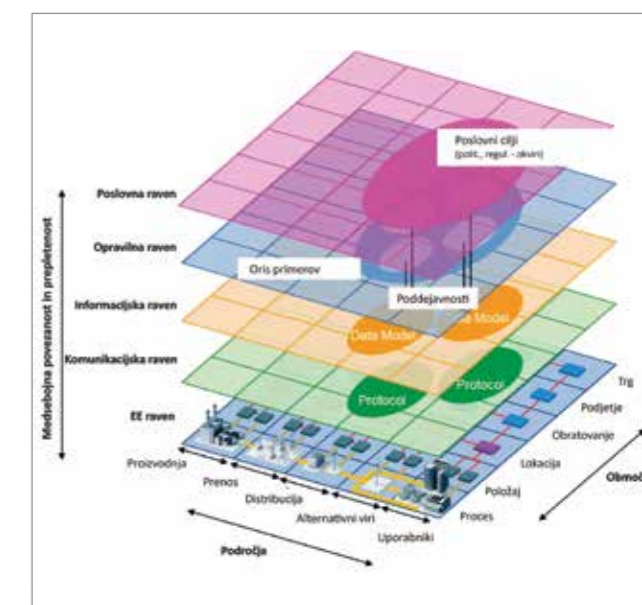 Poslovni cilji
(polit., regul. - okvir)
Poslovna raven
Opravilna raven
Oris primerov
Poddejavnosti
Informacijska raven
Data Model
Model
Komunikacijska raven
Protocol
Protocol
EE raven
Medsebojna povezanost in prepletenost
Trg
Podjetje
Obratovanje
Lokacija
Položaj
Proces
Proizvodnja
Prenos
Distribucija
Alternativni viri
Uporabniki
Področja